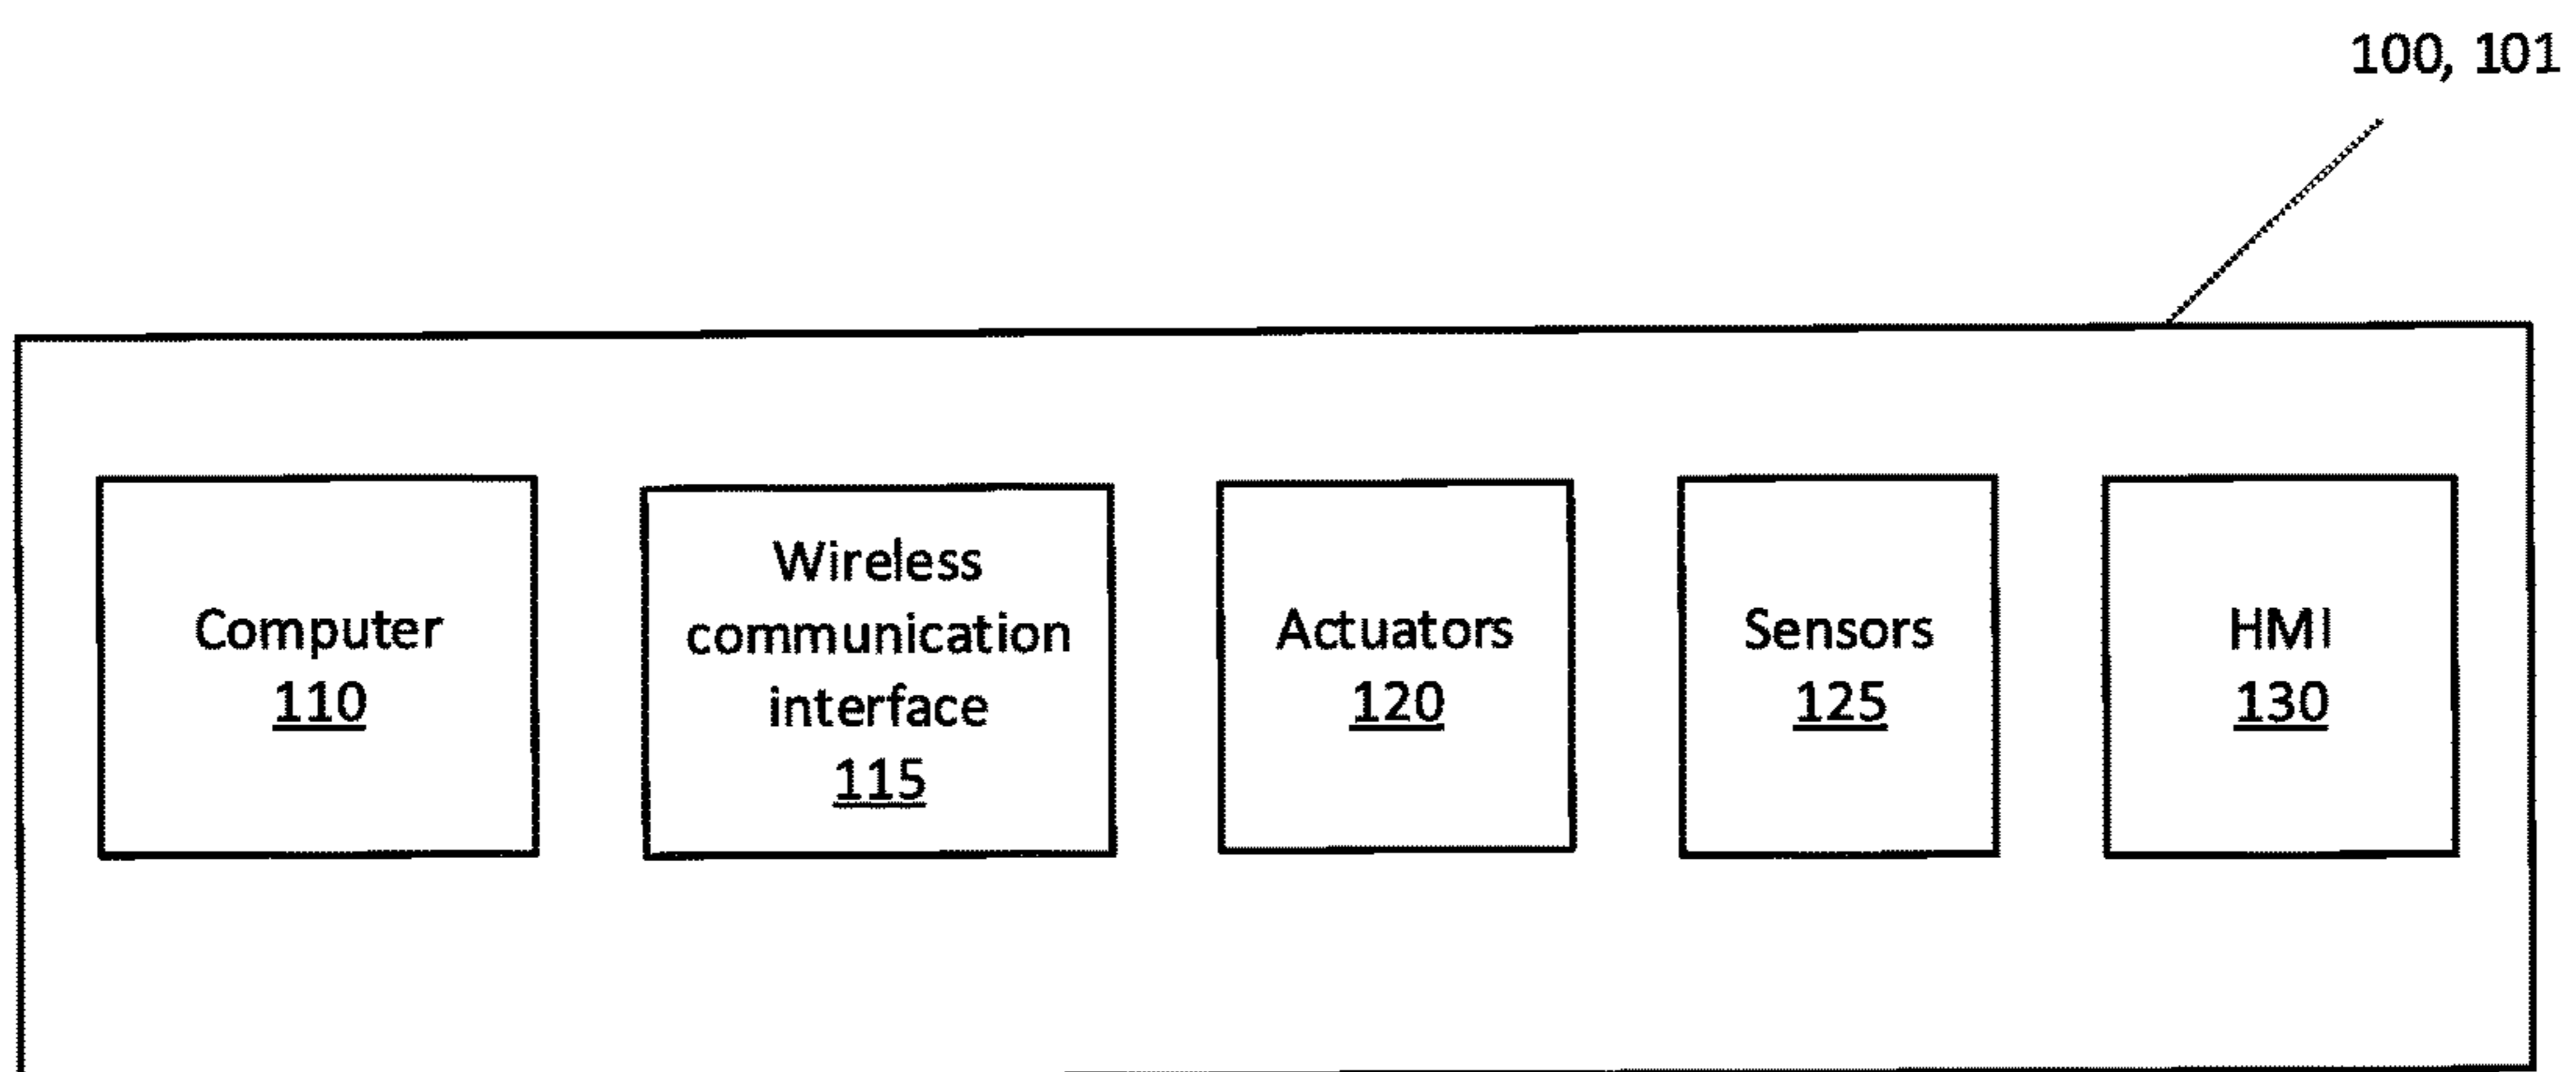 100, 101
Computer
110
Wireless
communication
interface
115
Actuators
120
Sensors
125
HMI
130